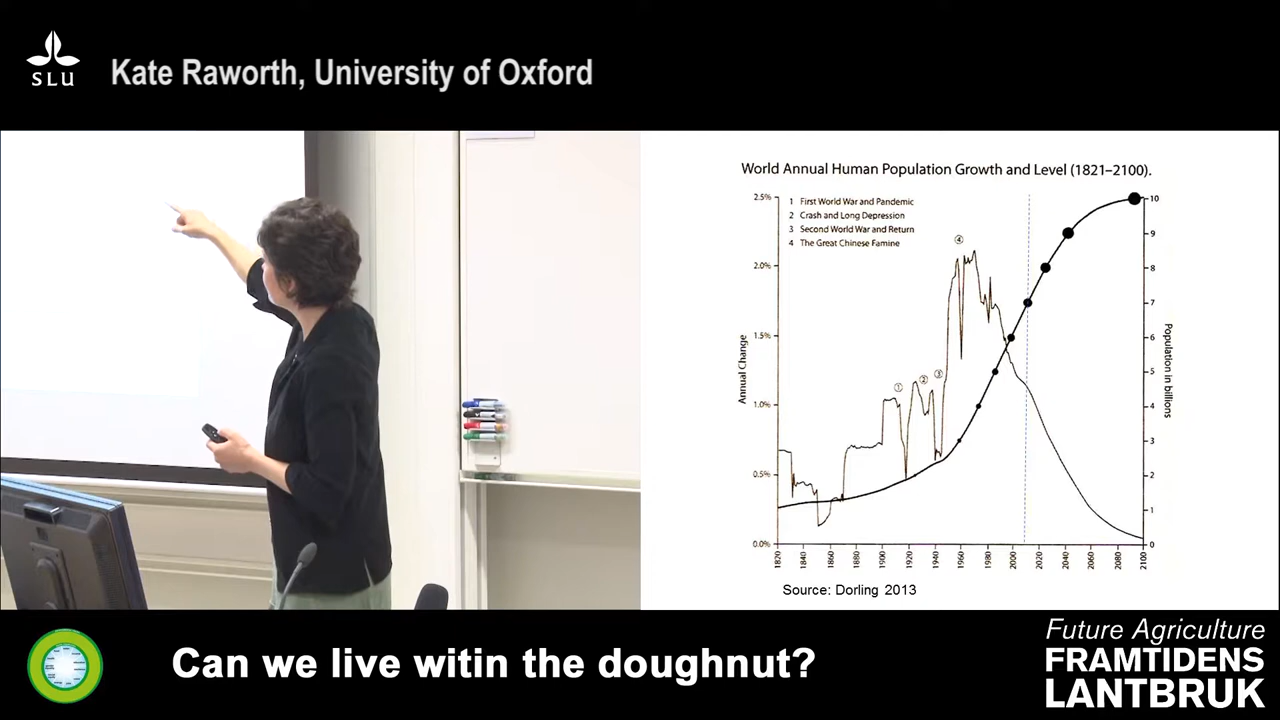 SLU
Kate Raworth, University of Oxford
World Annual Human Population Growth and Level (1821–2100).
2.5%
2.0%
1.5%
1.0%
0.5%
0.0%
Annual Change
1 First World War and Pandemic
2 Crash and Long Depression
3 Second World War and Return
4 The Great Chinese Famine
4
1
2
3
10
9
8
7
6
5
4
3
2
1
0
Population in billions
1820
1840
1860
1880
1900
1920
1940
1960
1980
2000
2020
2040
2060
2080
2100
Source: Dorling 2013
Can we live witin the doughnut?
Future Agriculture
FRAMTIDENS
LANTBRUK